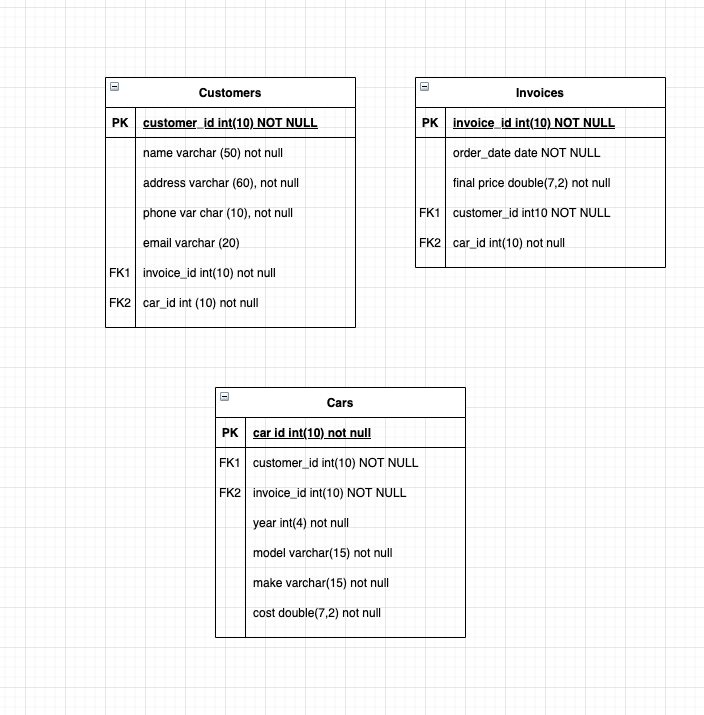 Customers
PK customer_id int(10) NOT NULL
name varchar (50) not null
address varchar (60), not null
phone var char (10), not null
email varchar (20)
FK1 invoice_id int(10) not null
FK2 car_id int (10) not null
Invoices
PK invoice_id int(10) NOT NULL
order_date date NOT NULL
final price double(7,2) not null
FK1 customer_id int10 NOT NULL
FK2 car_id int(10) not null
Cars
PK car id int(10) not null
FK1 customer_id int(10) NOT NULL
FK2 invoice_id int(10) NOT NULL
year int(4) not null
model varchar(15) not null
make varchar(15) not null
cost double(7,2) not null